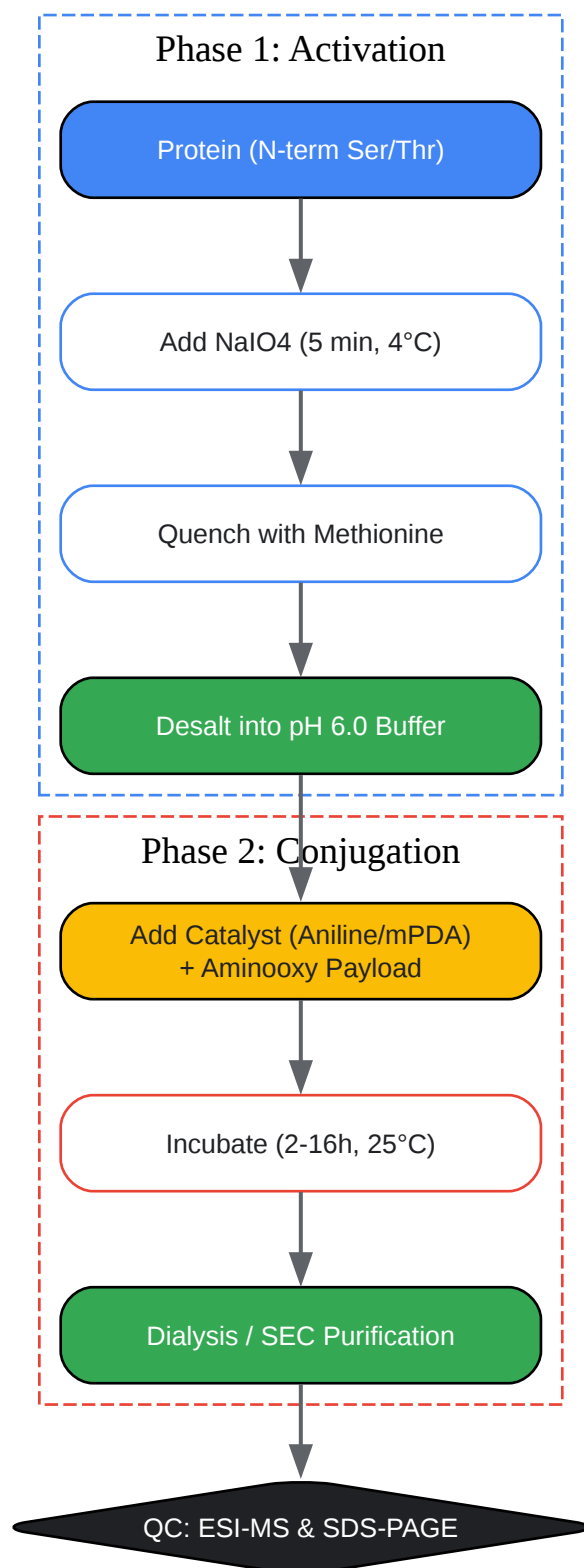 Phase 1: Activation
Protein (N-term Ser/Thr)
Add NaIO4 (5 min, 4°C)
Quench with Methionine
Desalt into pH 6.0 Buffer
Phase 2: Conjugation
Add Catalyst (Aniline/mPDA)
+ Aminooxy Payload
Incubate (2-16h, 25°C)
Dialysis / SEC Purification
QC: ESI-MS & SDS-PAGE